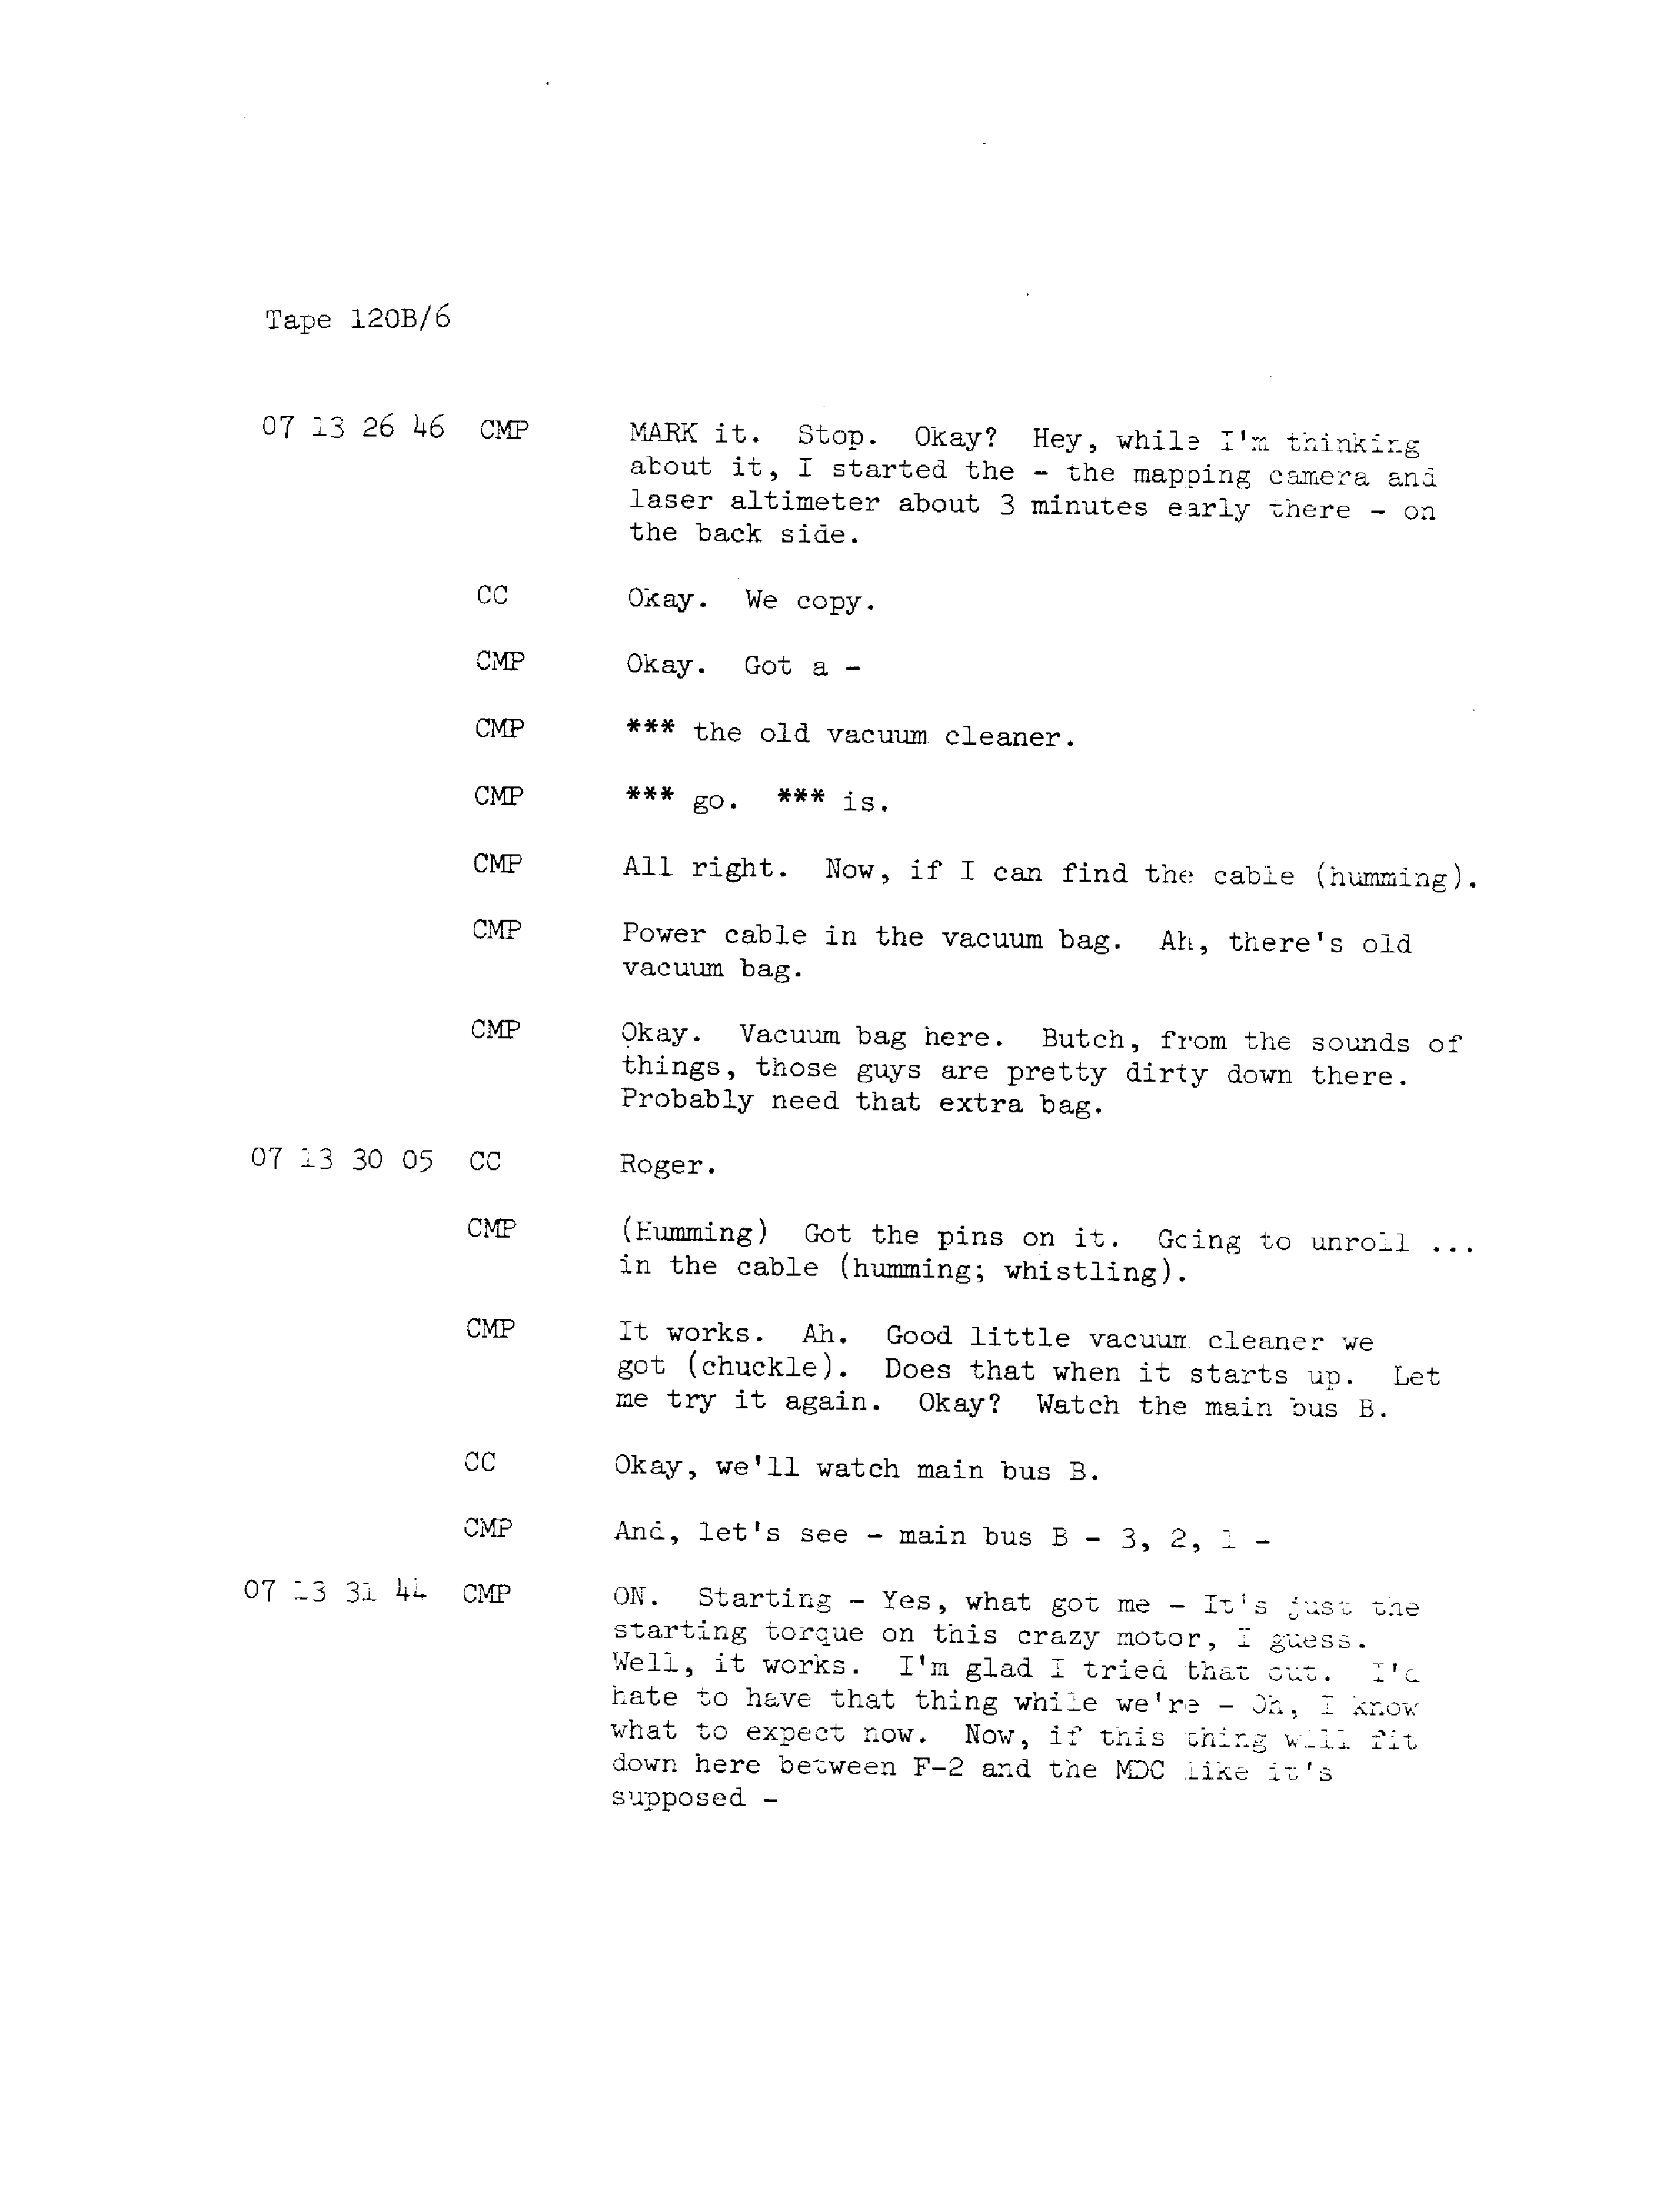 Tape 120B/6
07 13 26 46 CMP MARK it. Stop. Okay? Hey, while I'm thinking
about it, I started the - the mapping camera and
laser altimeter about 3 minutes early there - on
the back side.
CC Okay. We copy.
CMP Okay. Got a -
CMP *** the old vacuum cleaner.
CMP *** go. *** is.
CMP All right. Now, if I can find the cable (humming).
CMP Power cable in the vacuum bag. Ah, there's old
vacuum bag.
CMP Okay. Vacuum bag here. Butch, from the sounds of
things, those guys are pretty dirty down there.
Probably need that extra bag.
07 13 30 05 CC Roger.
CMP (Humming) Got the pins on it. Going to unroll ...
in the cable (humming; whistling).
CMP It works. Ah. Good little vacuum cleaner we
got (chuckle). Does that when it starts up. Let
me try it again. Okay? Watch the main bus B.
CC Okay, we'll watch main bus B.
CMP And, let's see - main bus B - 3, 2, 1 -
07 13 31 44 CMP ON. Starting - Yes, what got me - It's just the
starting torque on this crazy motor, I guess.
Well, it works. I'm glad I tried that out. I'd
hate to have that thing while we're - Oh, I know
what to expect now. Now, if this thing will fit
down here between F-2 and the MDC like it's
supposed -